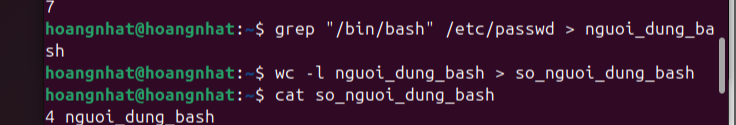 7
hoangnhat@hoangnhat:~$ grep "/bin/bash" /etc/passwd > nguoi_dung_ba
sh
hoangnhat@hoangnhat:~$ wc -l nguoi_dung_bash > so_nguoi_dung_bash
hoangnhat@hoangnhat:~$ cat so_nguoi_dung_bash
4 nguoi_dung_bash